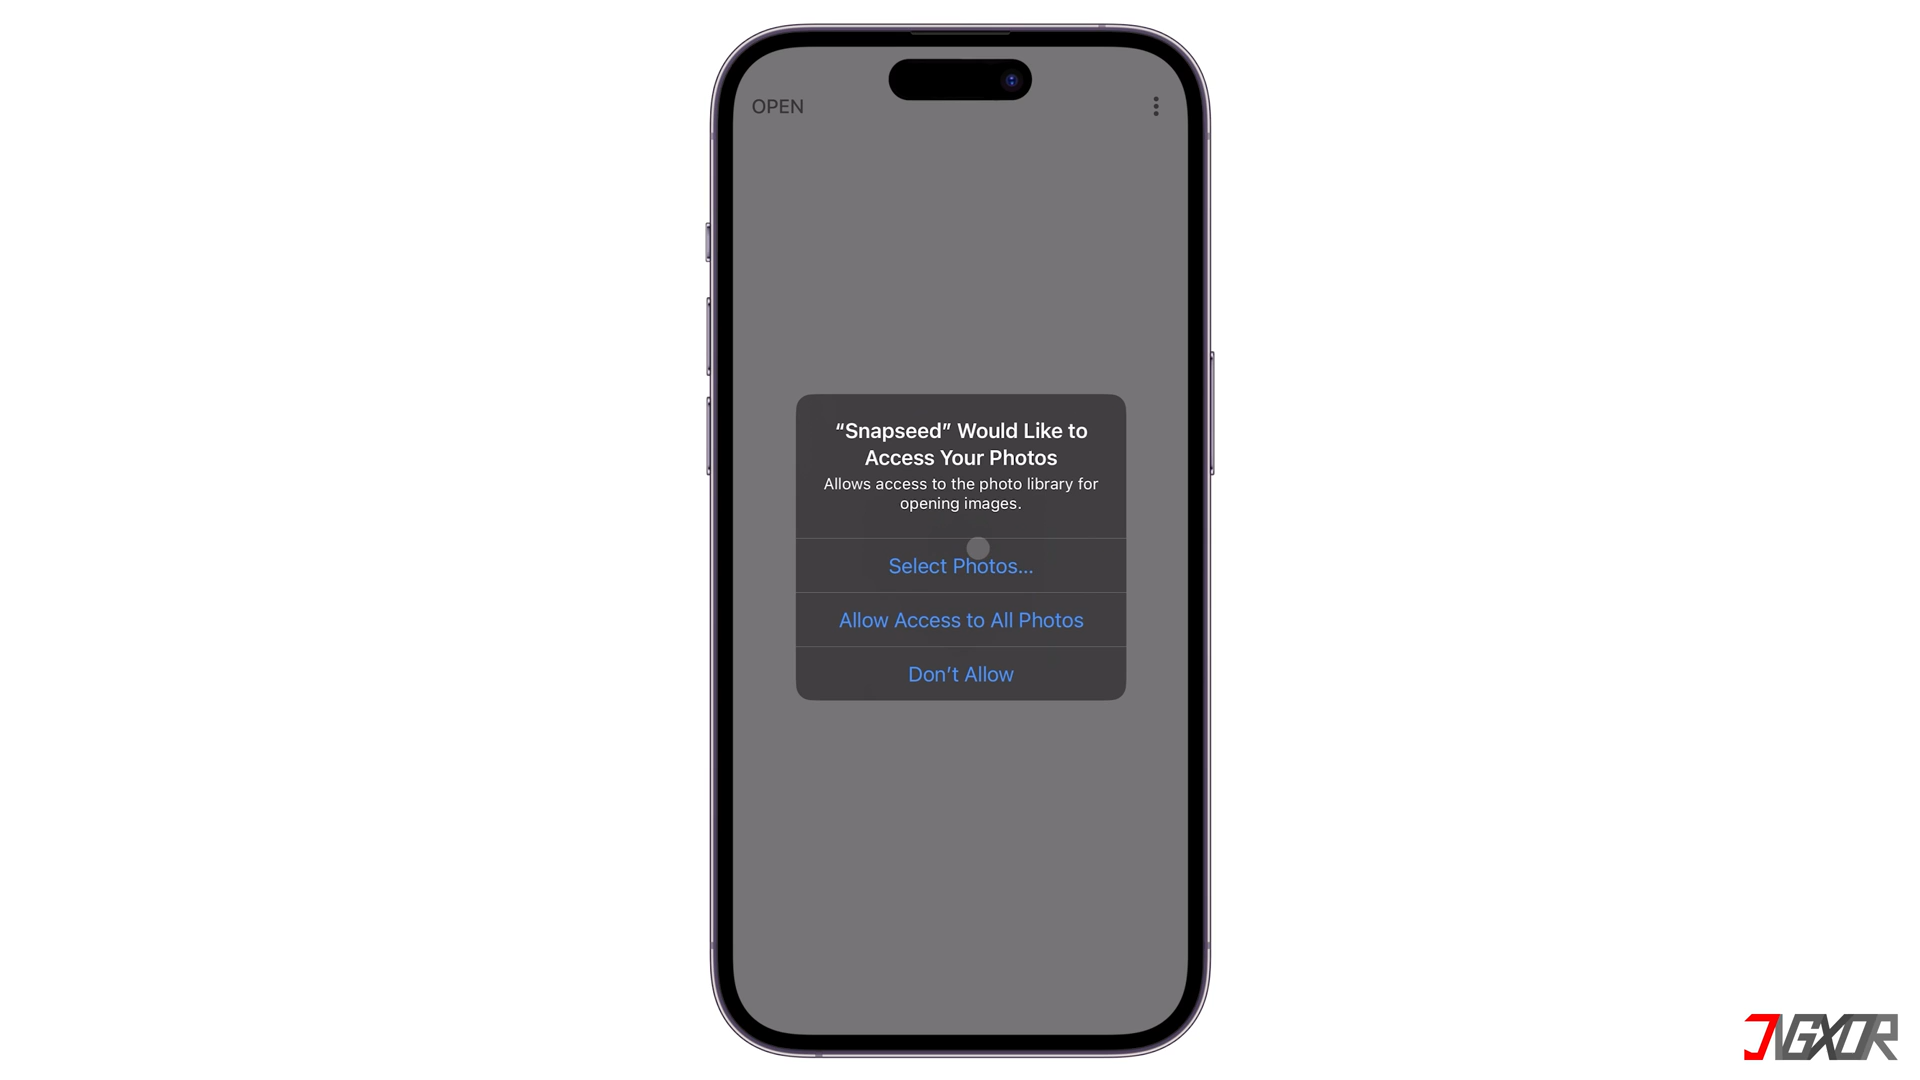 OPEN
“Snapseed” Would Like to
Access Your Photos
Allows access to the photo library for
opening images.
Select Photos...
Allow Access to All Photos
Don’t Allow
JIGXOR